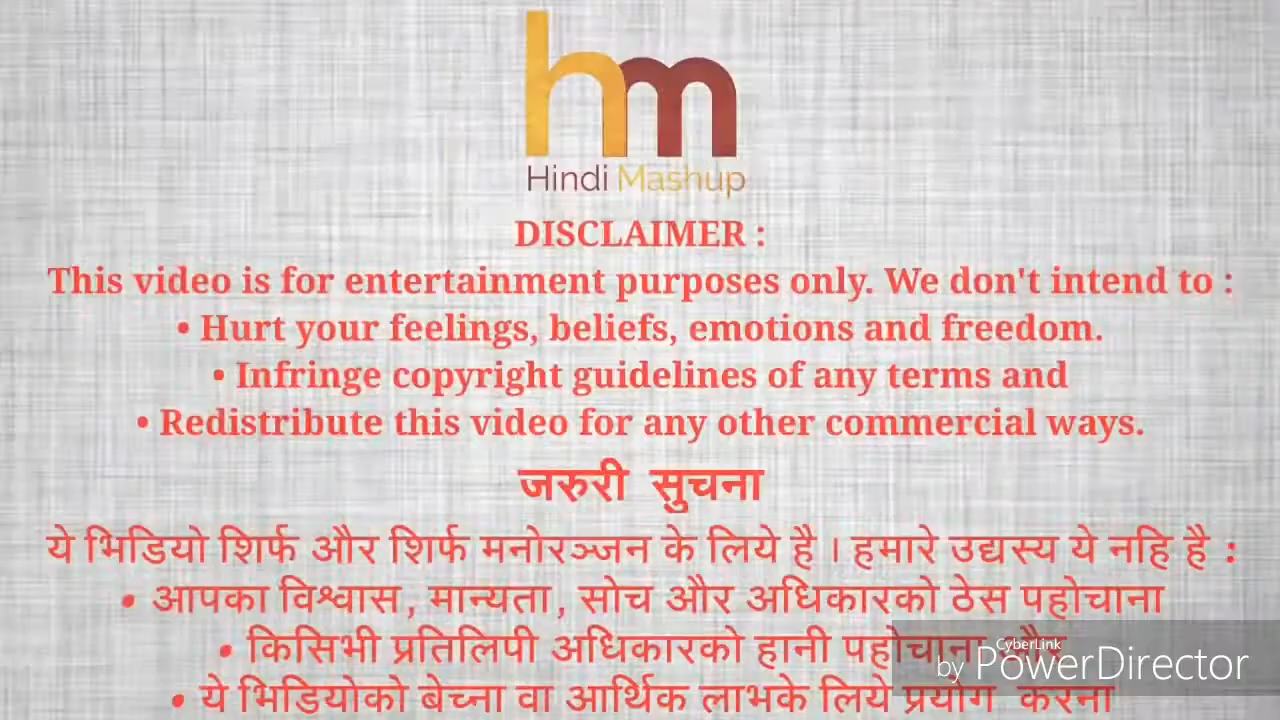 hm
Hindi Mashup
DISCLAIMER :
This video is for entertainment purposes only. We don't intend to :
• Hurt your feelings, beliefs, emotions and freedom.
• Infringe copyright guidelines of any terms and
• Redistribute this video for any other commercial ways.
जरुरी सुचना
ये भिडियो शिर्फ और शिर्फ मनोरञ्जन के लिये है । हमारे उद्यस्य ये नहि है :
• आपका विश्वास, मान्यता, सोच और अधिकारको ठेस पहोचाना
• किसिभी प्रतिलिपी अधिकारको हानी पहोचाना और
• ये भिडियोको बेच्ना वा आर्थिक लाभके लिये प्रयोग करना
CyberLink
by PowerDirector